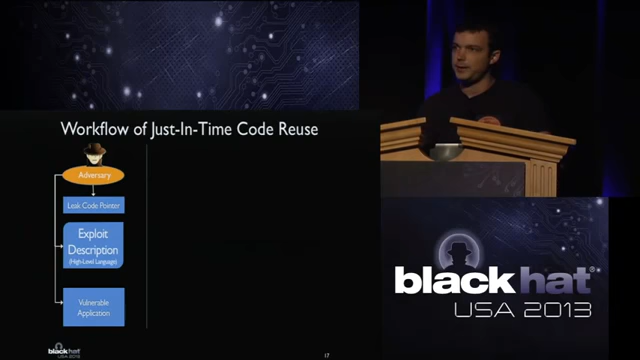 Workflow of Just-In-Time Code Reuse
Adversary
Leak Code Pointer
Exploit
Description
(High-Level Language)
Vulnerable
Application
black hat
USA 2013
17
black hat®
USA 2013